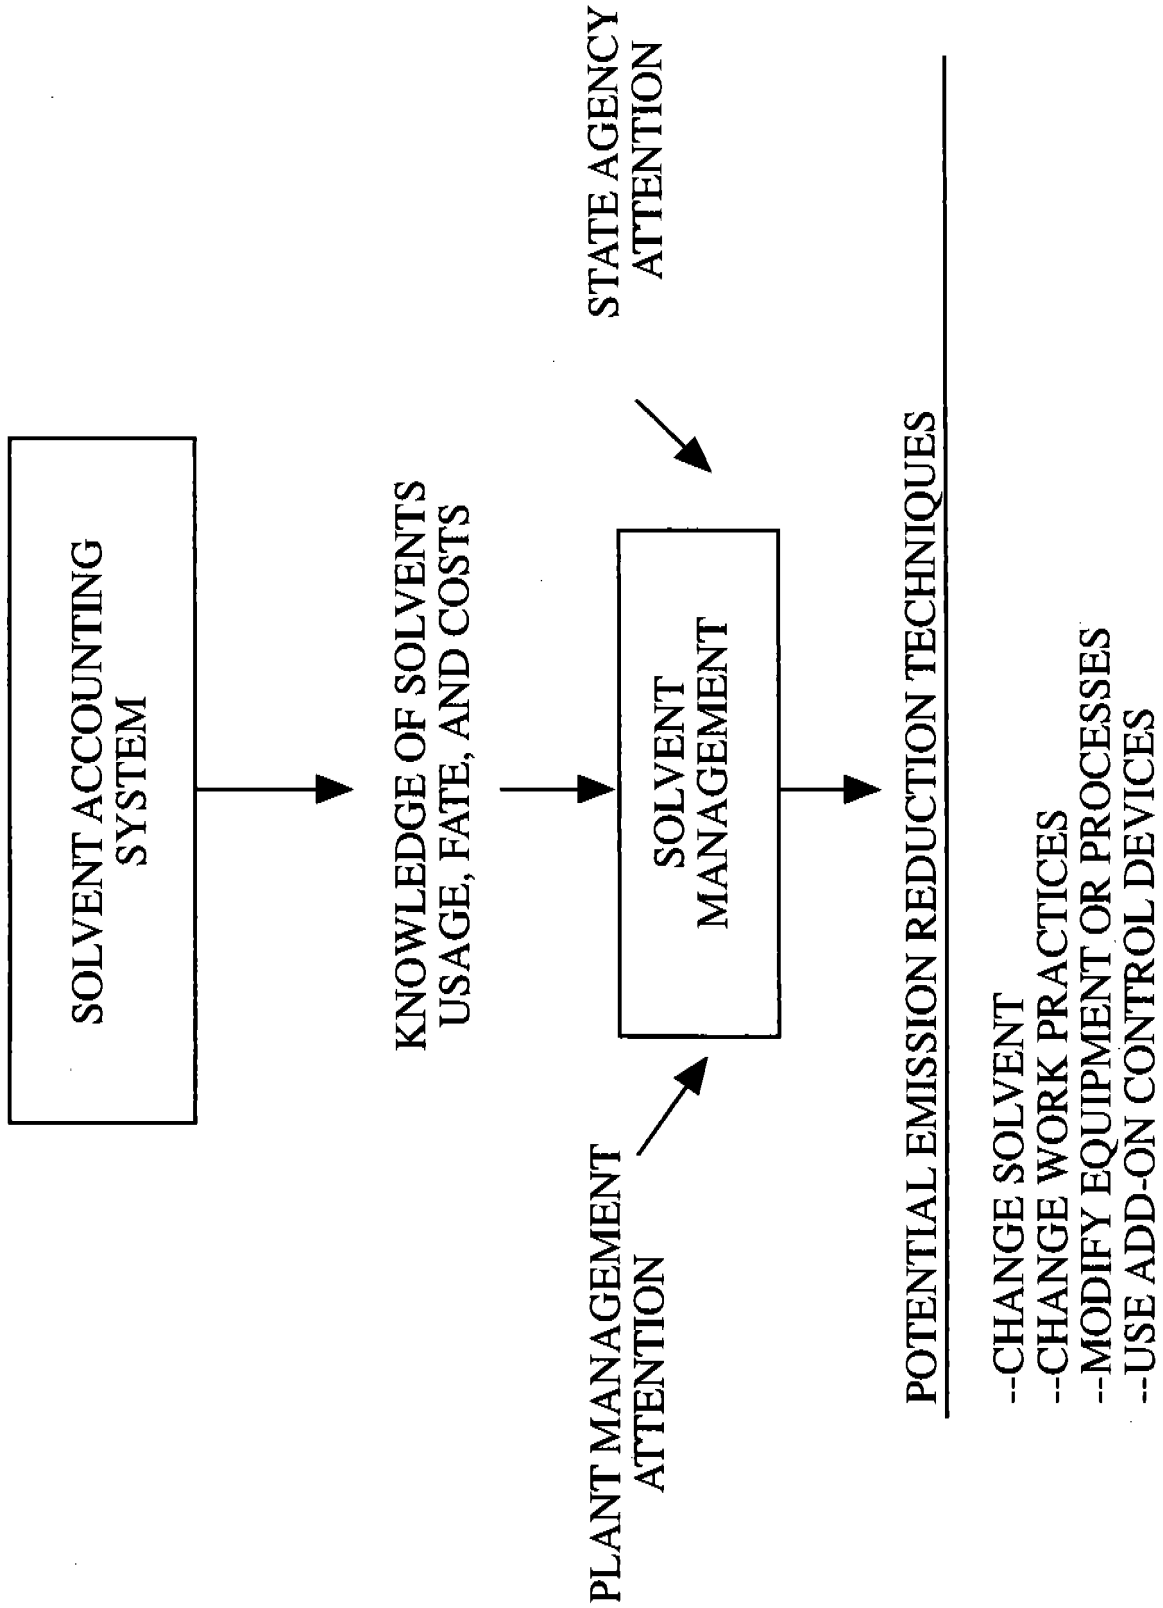 SOLVENT ACCOUNTING
SYSTEM
KNOWLEDGE OF SOLVENTS
USAGE, FATE, AND COSTS
PLANT MANAGEMENT
ATTENTION
SOLVENT
MANAGEMENT
STATE AGENCY
ATTENTION
POTENTIAL EMISSION REDUCTION TECHNIQUES
--CHANGE SOLVENT
--CHANGE WORK PRACTICES
--MODIFY EQUIPMENT OR PROCESSES
--USE ADD-ON CONTROL DEVICES